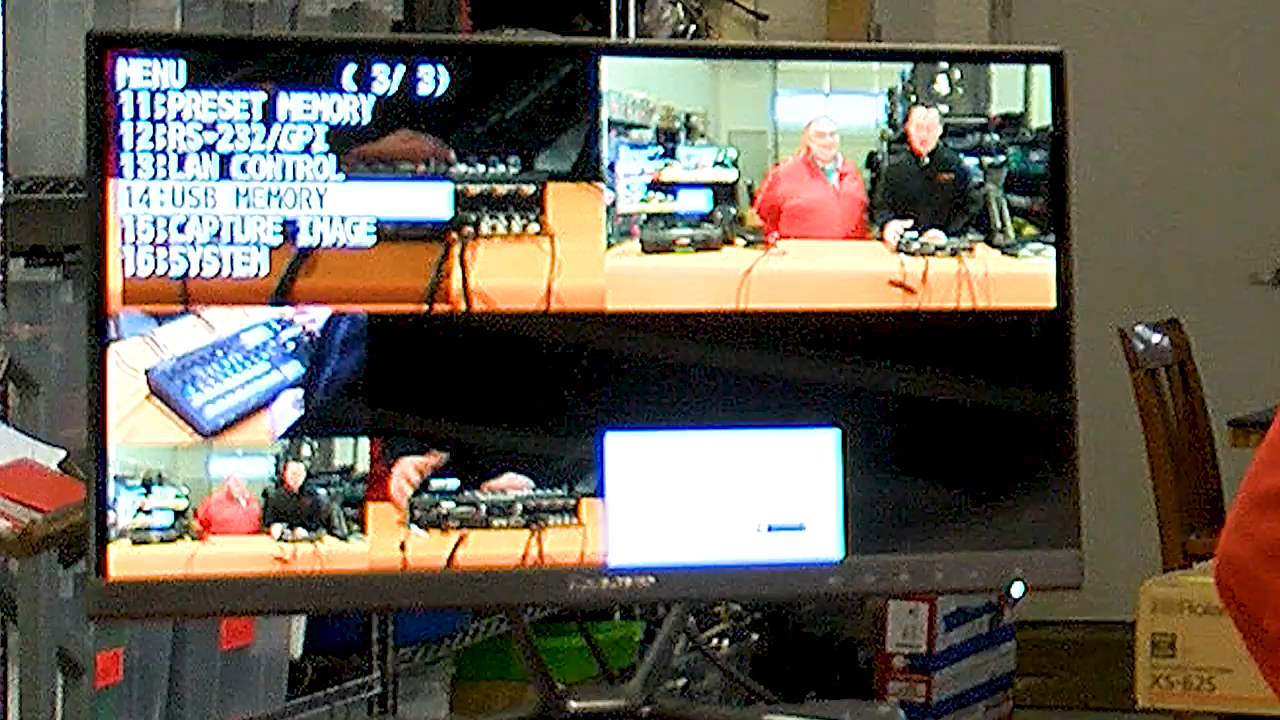 MENU ( 3/ 3)
11:PRESET MEMORY
12:RS-232/GPI
13:LAN CONTROL
14:USB MEMORY
15:CAPTURE IMAGE
16:SYSTEM
Roland
XS-62S